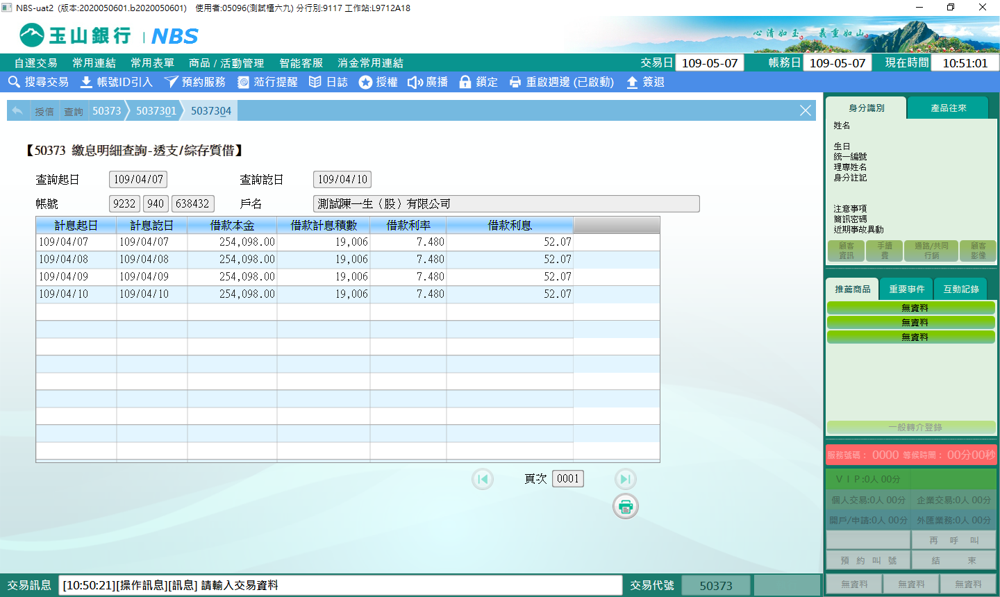 NBS-uat2 (版本:2020050601.b2020050601) 使用者:05096(測試櫃六九) 分行別:9117 工作站:L9712A18
玉山銀行 | NBS
心清如玉。 義重如山。
自選交易 常用連結 常用表單 商品 / 活動管理 智能客服 消金常用連結 交易日 109-05-07 帳務日 109-05-07 現在時間 10:51:01
搜尋交易 帳號ID引入 預約服務 蒞行提醒 日誌 授權 廣播 鎖定 重啟週邊 (已啟動) 簽退
授信 查詢 50373 5037301 5037304
【50373 繳息明細查詢-透支/綜存質借】
查詢起日 109/04/07 查詢訖日 109/04/10
帳號 9232 940 638432 戶名 測試陳一生（股）有限公司
計息起日 計息訖日 借款本金 借款計息積數 借款利率 借款利息
109/04/07 109/04/07 254,098.00 19,006 7.480 52.07
109/04/08 109/04/08 254,098.00 19,006 7.480 52.07
109/04/09 109/04/09 254,098.00 19,006 7.480 52.07
109/04/10 109/04/10 254,098.00 19,006 7.480 52.07
頁次 0001
交易訊息 [10:50:21][操作訊息][訊息] 請輸入交易資料 交易代號 50373
身分識別 產品往來
姓名
生日
統一編號
理專姓名
身分註記
注意事項
簡訊密碼
近期事故異動
顧客資訊 手續費 通路/共同行銷 顧客影像
推薦商品 重要事件 互動記錄
無資料
無資料
無資料
一般轉介登錄
服務號碼： 0000 等候時間： 00分00秒
ＶＩＰ:0人 00分
個人交易:0人 00分 企業交易:0人 00分
開戶/申請:0人 00分 外匯業務:0人 00分
再 呼 叫
預 約 叫 號 結 束
無資料 無資料 無資料